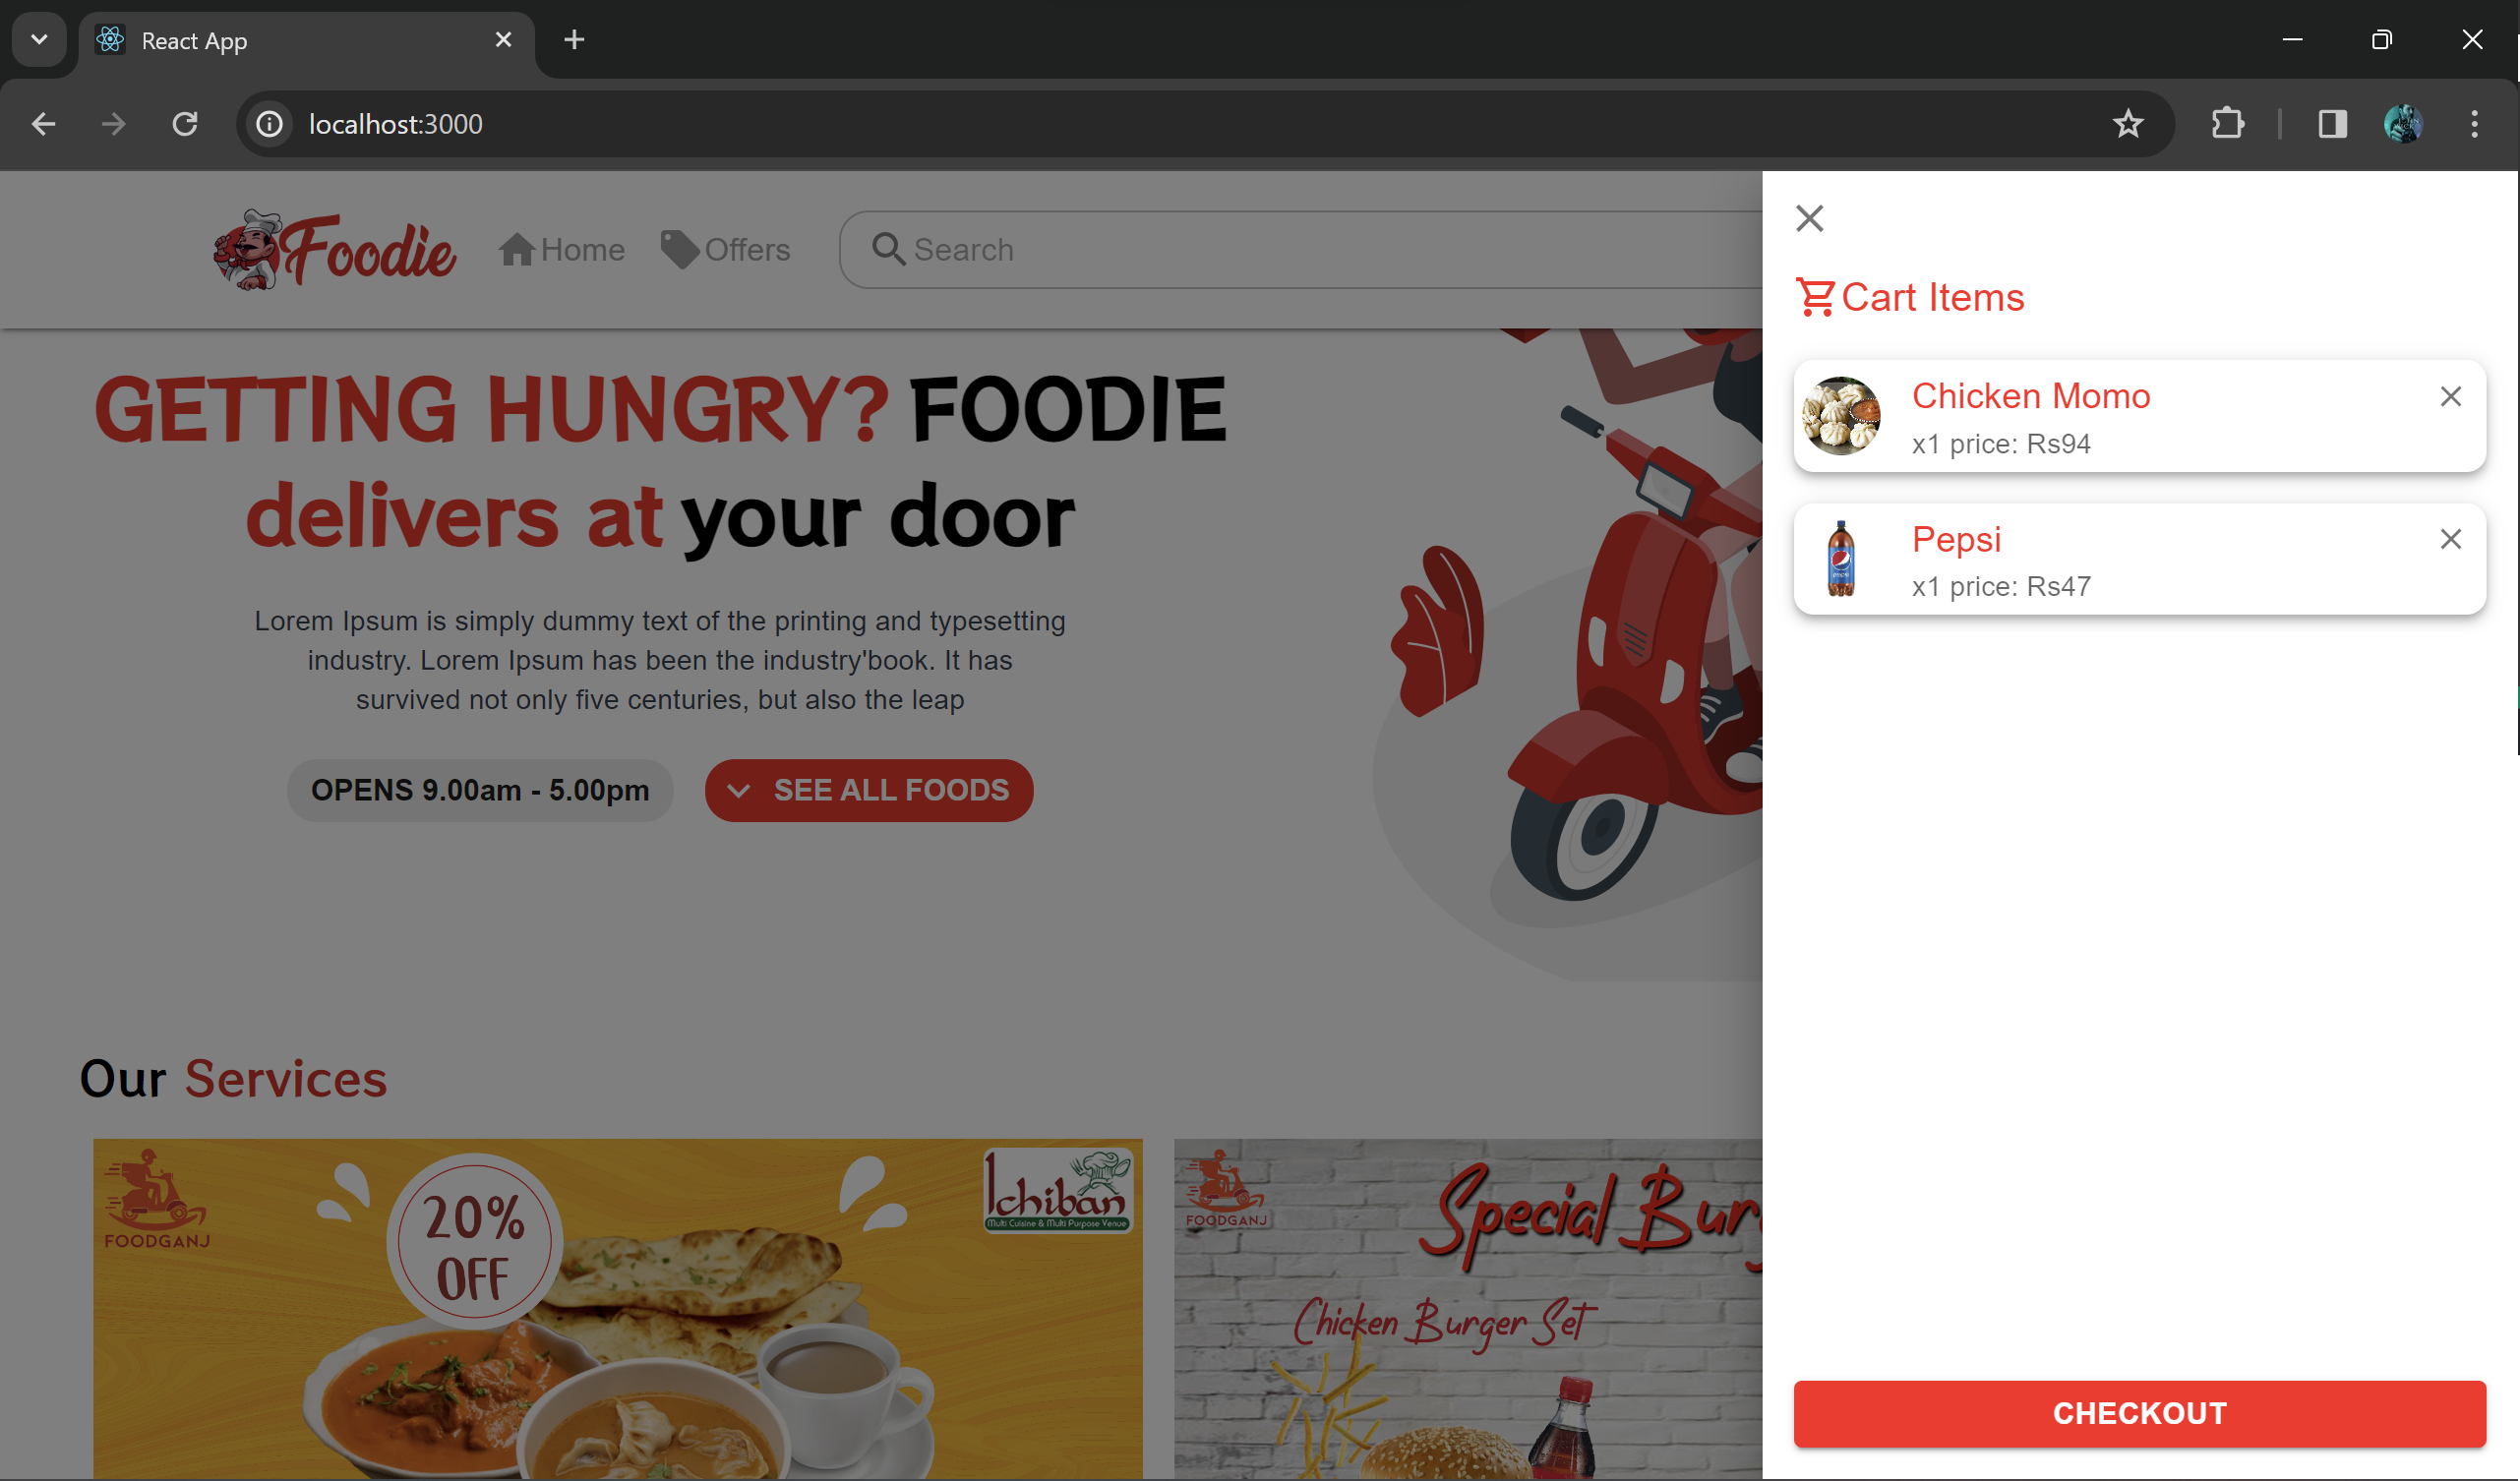 React App
localhost:3000
Foodie
Home
Offers
Search
GETTING HUNGRY? FOODIE
delivers at your door
Lorem Ipsum is simply dummy text of the printing and typesetting
industry. Lorem Ipsum has been the industry'book. It has
survived not only five centuries, but also the leap
OPENS 9.00am - 5.00pm
SEE ALL FOODS
Our Services
FOODGANJ
20%
OFF
Ichiban
Multi Cuisine & Multi Purpose Venue
FOODGANJ
Special Bur
Chicken Burger Set
Cart Items
Chicken Momo
x1 price: Rs94
Pepsi
x1 price: Rs47
CHECKOUT